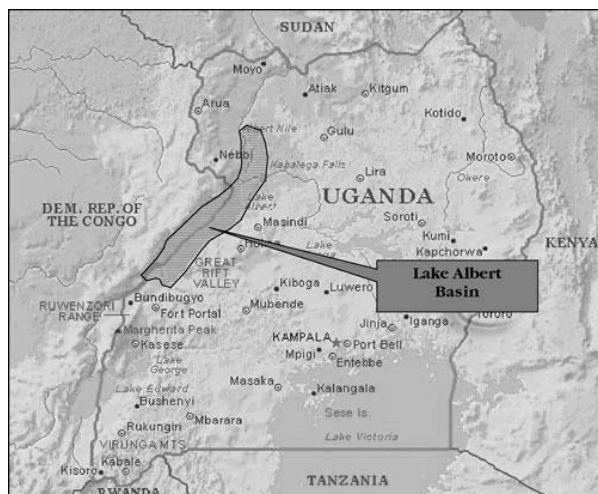 SUDAN
Moyo
Atiak
Kitgum
Arua
Kotido
Albert Nile
Gulu
Moroto
Nebbi
Kabalega Falls
Lira
Okere
DEM. REP. OF
THE CONGO
Lake
Albert
UGANDA
Masindi
Soroti
Kumi
KENYA
Lake
Kapchorwa
GREAT
RIFT
VALLEY
Lake Albert
Basin
Kiboga
Luwero
Bundibugyo
RUWENZORI
RANGE
Fort Portal
Mubende
Iganga
Tororo
Margherita Peak
Jinja
KAMPALA
Kasese
Mpigi
Port Bell
Entebbe
Lake
George
Masaka
Kalangala
Lake Edward
Bushenyi
Sese Is.
Mbarara
Rukungiri
VIRUNGA MTS
Lake Victoria
Kisoro
Kabale
TANZANIA
RWANDA